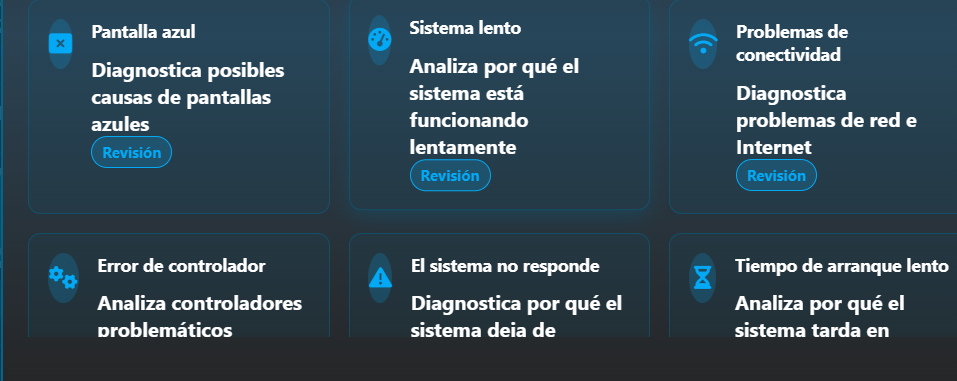 Pantalla azul
Diagnostica posibles
causas de pantallas
azules
Revisión
Sistema lento
Analiza por qué el
sistema está
funcionando
lentamente
Revisión
Problemas de
conectividad
Diagnostica
problemas de red e
Internet
Revisión
Error de controlador
Analiza controladores
problemáticos
El sistema no responde
Diagnostica por qué el
sistema deja de
Tiempo de arranque lento
Analiza por qué el
sistema tarda en